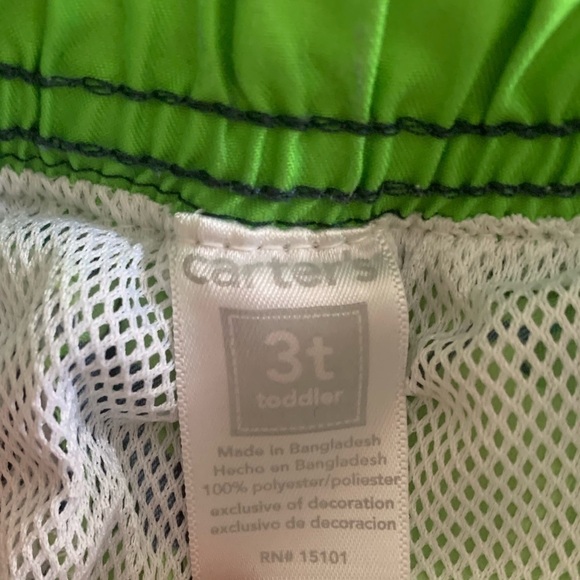 carter's
3t
toddler
Made in Bangladesh
Hecho en Bangladesh
100% polyester/poliester
exclusive of decoration
exclusivo de decoracion
RN# 15101